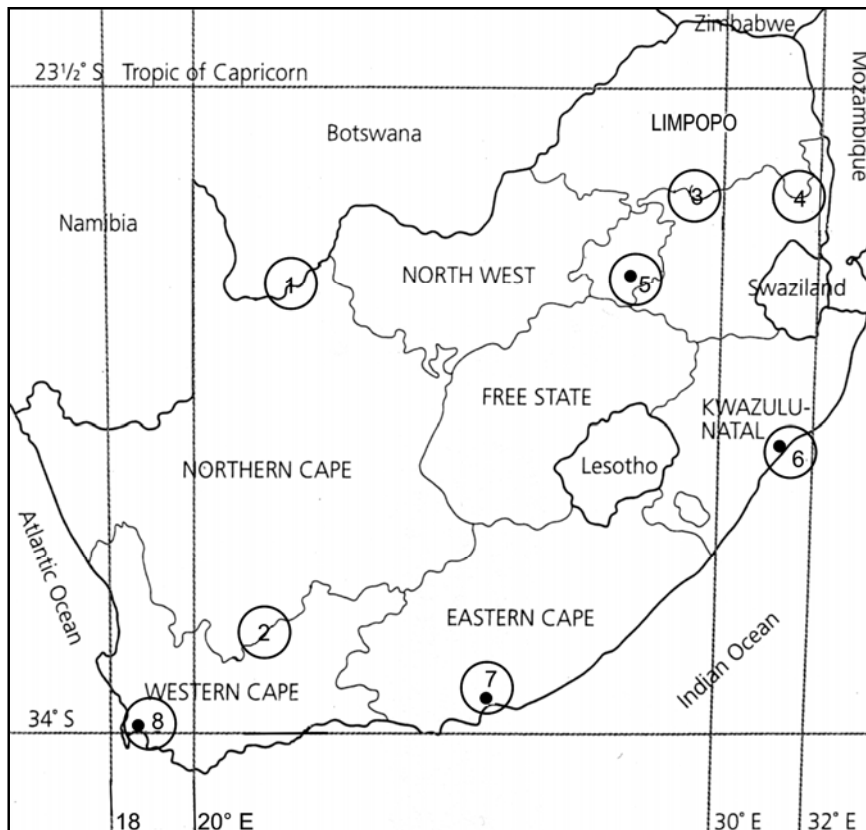 Zimbabwe
23½° S Tropic of Capricorn
Mozambique
LIMPOPO
Botswana
3
4
Namibia
NORTH WEST
5
Swaziland
1
FREE STATE
KWAZULU-
NATAL
6
Lesotho
NORTHERN CAPE
Atlantic Ocean
EASTERN CAPE
2
Indian Ocean
7
WESTERN CAPE
34° S
8
18
20° E
30° E
32° E